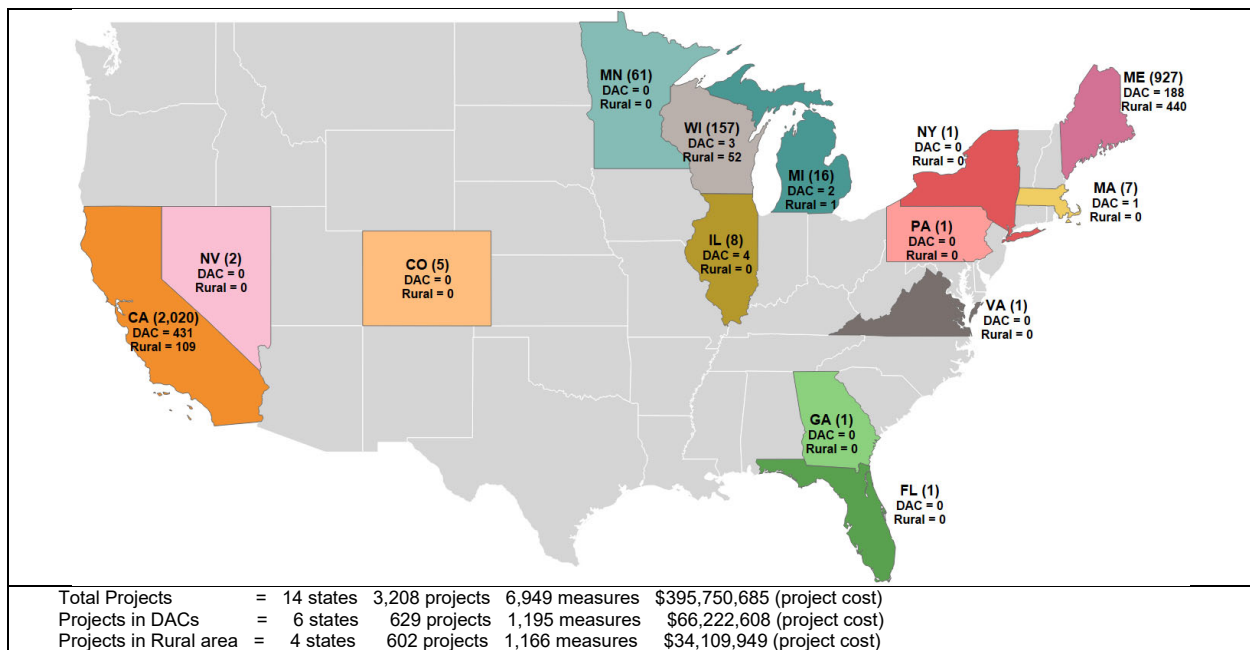 MN (61)
DAC = 0
Rural = 0
ME (927)
DAC = 188
Rural = 440
WI (157)
DAC = 3
Rural = 52
NY (1)
DAC = 0
Rural = 0
MI (16)
DAC = 2
Rural = 1
MA (7)
DAC = 1
Rural = 0
PA (1)
DAC = 0
Rural = 0
IL (8)
DAC = 4
Rural = 0
NV (2)
DAC = 0
Rural = 0
CO (5)
DAC = 0
Rural = 0
VA (1)
DAC = 0
Rural = 0
CA (2,020)
DAC = 431
Rural = 109
GA (1)
DAC = 0
Rural = 0
FL (1)
DAC = 0
Rural = 0
Total Projects = 14 states 3,208 projects 6,949 measures $395,750,685 (project cost)
Projects in DACs = 6 states 629 projects 1,195 measures $66,222,608 (project cost)
Projects in Rural area = 4 states 602 projects 1,166 measures $34,109,949 (project cost)